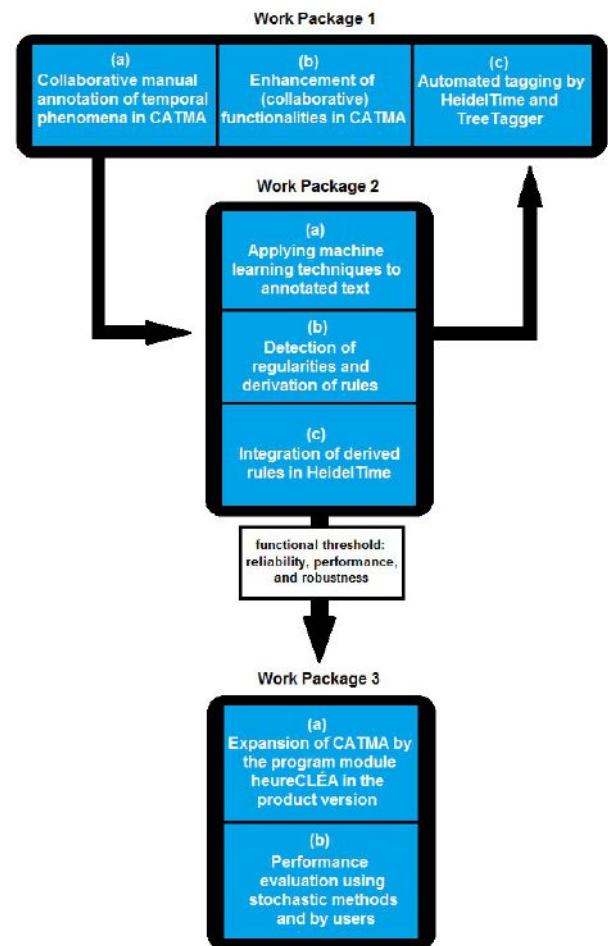 Work Package 1
(a)
Collaborative manual
annotation of temporal
phenomena in CATMA
(b)
Enhancement of
(collaborative)
functionalities in CATMA
(c)
Automated tagging by
HeidelTime and
TreeTagger
Work Package 2
(a)
Applying machine
learning techniques to
annotated text
(b)
Detection of
regularities and
derivation of rules
(c)
Integration of derived
rules in HeidelTime
functional threshold:
reliability, performance,
and robustness
Work Package 3
(a)
Expansion of CATMA by
the program module
heureCLÉA in the
product version
(b)
Performance
evaluation using
stochastic methods
and by users